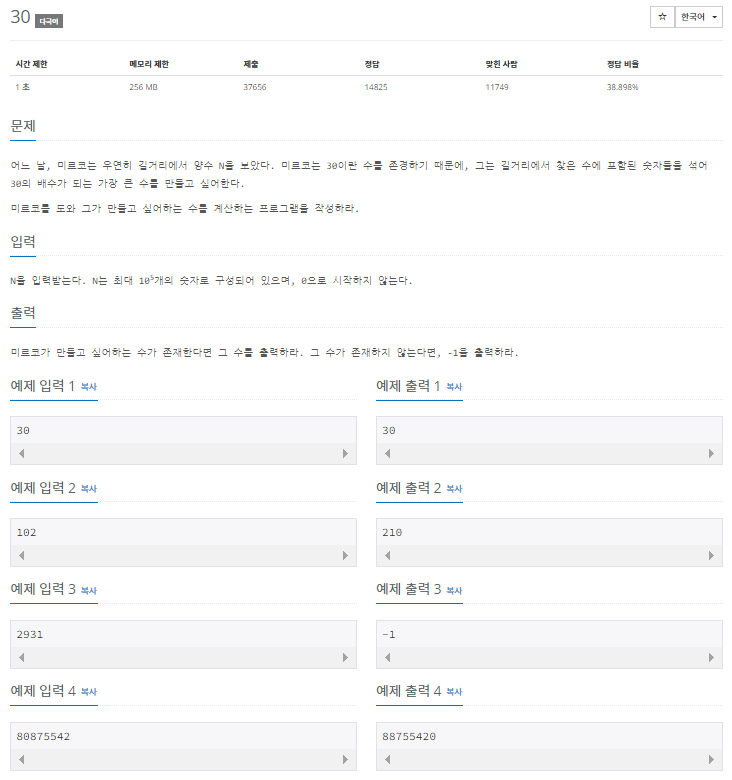 30 다국어
☆ 한국어
시간 제한 메모리 제한 제출 정답 맞힌 사람 정답 비율
1 초 256 MB 37656 14825 11749 38.898%
문제
어느 날, 미르코는 우연히 길거리에서 양수 N을 보았다. 미르코는 30이란 수를 존경하기 때문에, 그는 길거리에서 찾은 수에 포함된 숫자들을 섞어
30의 배수가 되는 가장 큰 수를 만들고 싶어한다.
미르코를 도와 그가 만들고 싶어하는 수를 계산하는 프로그램을 작성하라.
입력
N을 입력받는다. N는 최대 10⁵개의 숫자로 구성되어 있으며, 0으로 시작하지 않는다.
출력
미르코가 만들고 싶어하는 수가 존재한다면 그 수를 출력하라. 그 수가 존재하지 않는다면, -1을 출력하라.
예제 입력 1 복사 예제 출력 1 복사
30 30
예제 입력 2 복사 예제 출력 2 복사
102 210
예제 입력 3 복사 예제 출력 3 복사
2931 -1
예제 입력 4 복사 예제 출력 4 복사
80875542 88755420